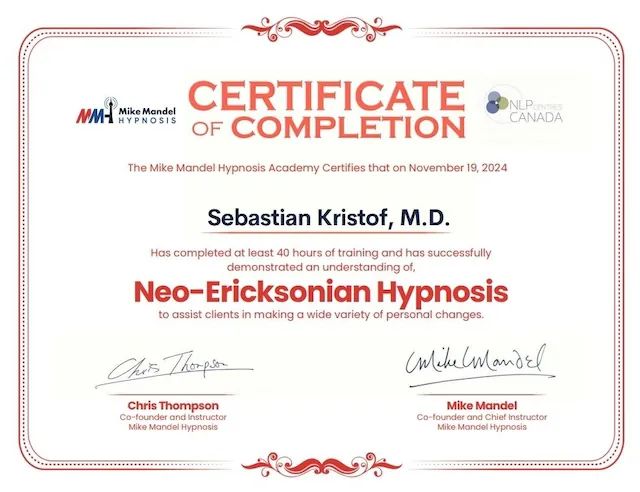 Mike Mandel
HYPNOSIS
CERTIFICATE
OF COMPLETION
NLP CENTRES
CANADA
The Mike Mandel Hypnosis Academy Certifies that on November 19, 2024
Sebastian Kristof, M.D.
Has completed at least 40 hours of training and has successfully
demonstrated an understanding of,
Neo-Ericksonian Hypnosis
to assist clients in making a wide variety of personal changes.
Chris Thompson
Mike Mandel
Chris Thompson
Co-founder and Instructor
Mike Mandel Hypnosis
Mike Mandel
Co-founder and Chief Instructor
Mike Mandel Hypnosis